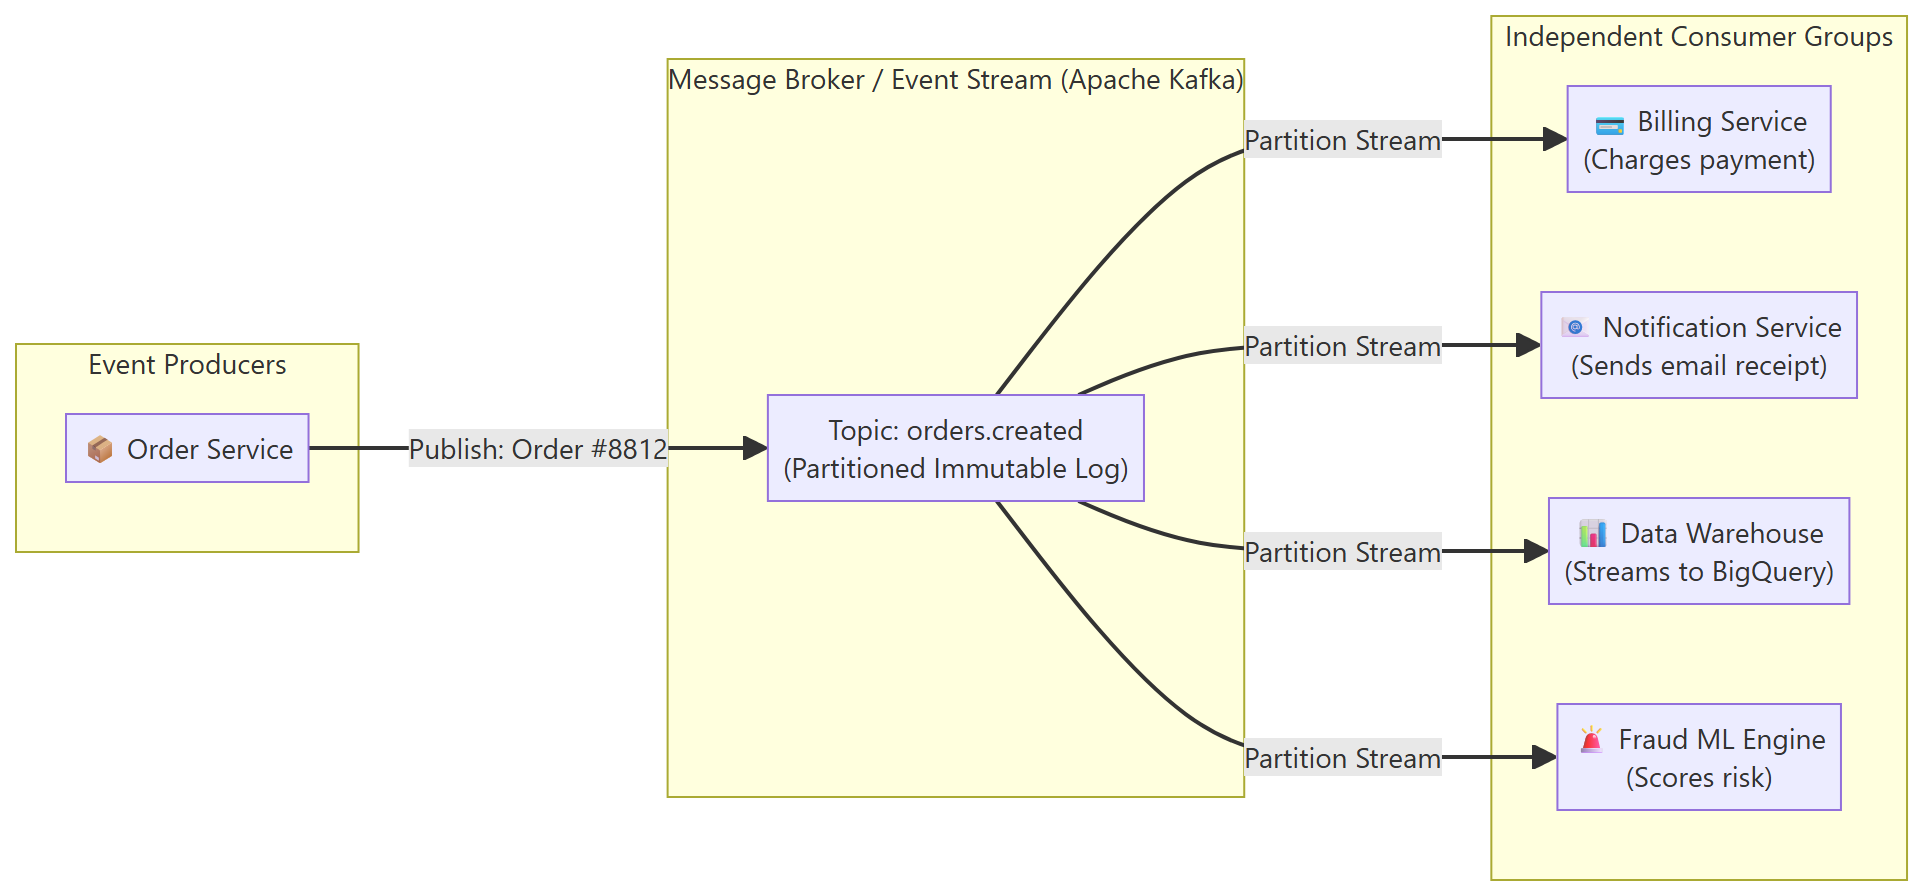 Event Producers
📦 Order Service
Publish: Order #8812
Message Broker / Event Stream (Apache Kafka)
Topic: orders.created
(Partitioned Immutable Log)
Partition Stream
Partition Stream
Partition Stream
Partition Stream
Independent Consumer Groups
💳 Billing Service
(Charges payment)
📧 Notification Service
(Sends email receipt)
📊 Data Warehouse
(Streams to BigQuery)
🚨 Fraud ML Engine
(Scores risk)